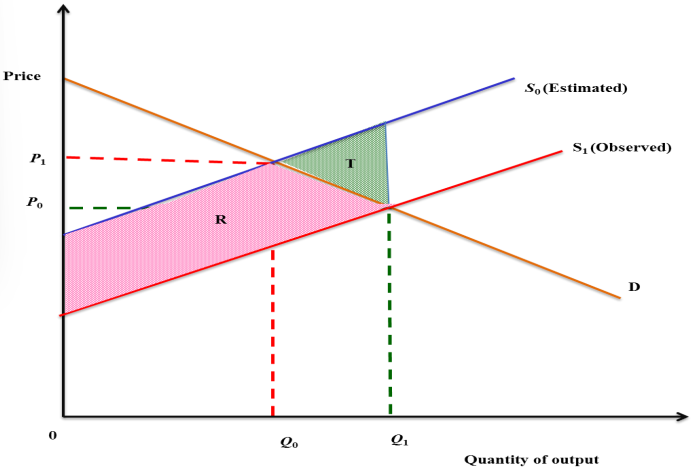 Price
S₀(Estimated)
S₁(Observed)
P₁
T
P₀
R
D
0
Q₀
Q₁
Quantity of output